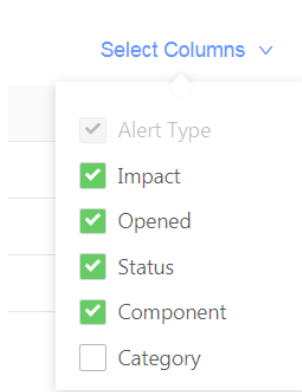 Select Columns
Alert Type
Impact
Opened
Status
Component
Category